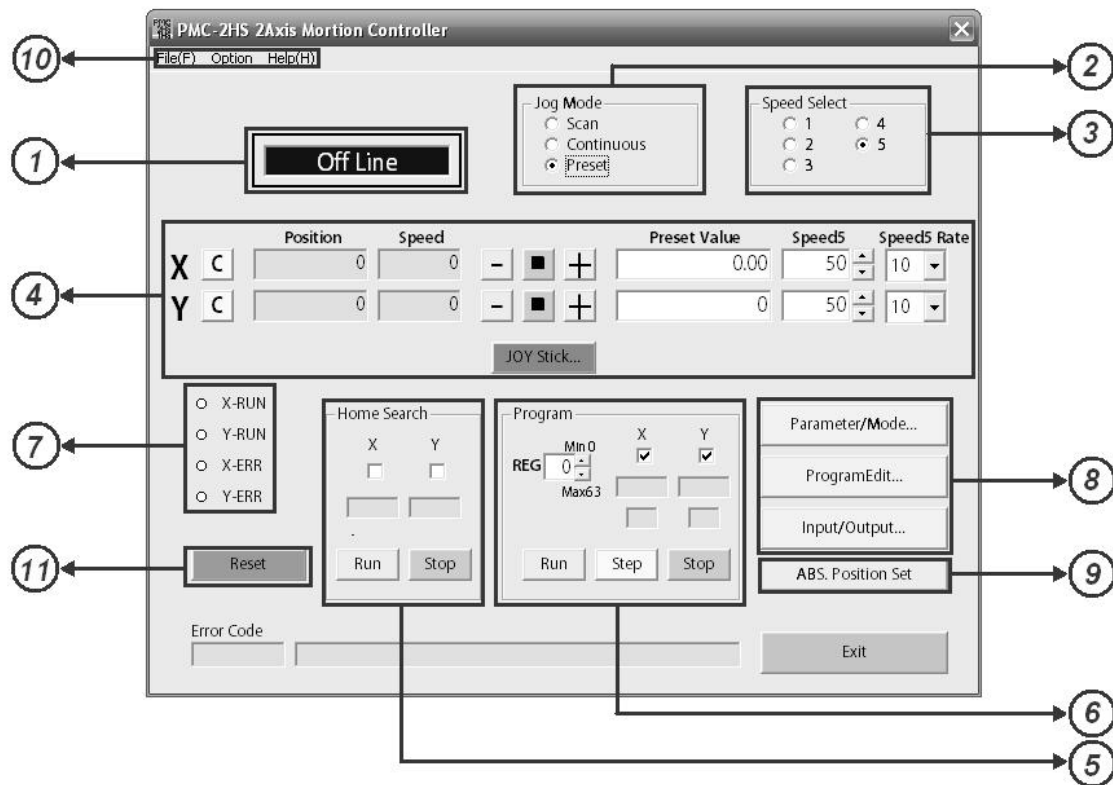 PMC-2HS 2Axis Mortion Controller
File(F) Option Help(H)
10
2
Jog Mode
Scan
Continuous
Preset
Speed Select
1 4
2 5
3
3
1
Off Line
Position Speed Preset Value Speed5 Speed5 Rate
X C 0 0 - ■ + 0.00 50 10
Y C 0 0 - ■ + 0 50 10
4
JOY Stick...
X-RUN
Y-RUN
X-ERR
Y-ERR
7
Home Search
X Y
.
Run Stop
Program
REG 0
Min 0
Max63
X Y
Run Step Stop
Parameter/Mode...
ProgramEdit...
Input/Output...
8
11
Reset
ABS. Position Set
9
Error Code
Exit
6
5